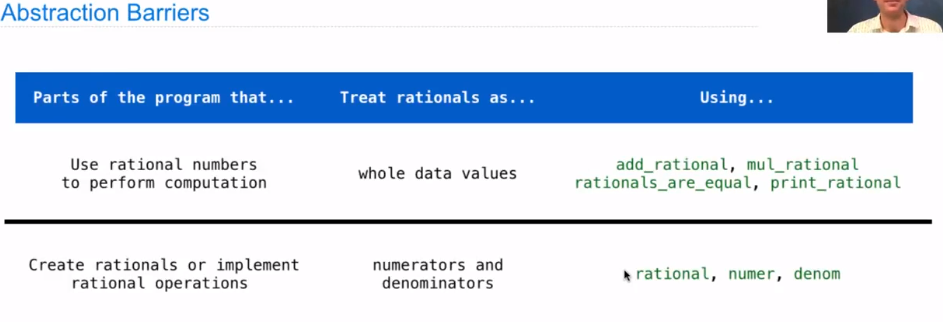 Abstraction Barriers
Parts of the program that... Treat rationals as... Using...
Use rational numbers
to perform computation
whole data values
add_rational, mul_rational
rationals_are_equal, print_rational
Create rationals or implement
rational operations
numerators and
denominators
rational, numer, denom